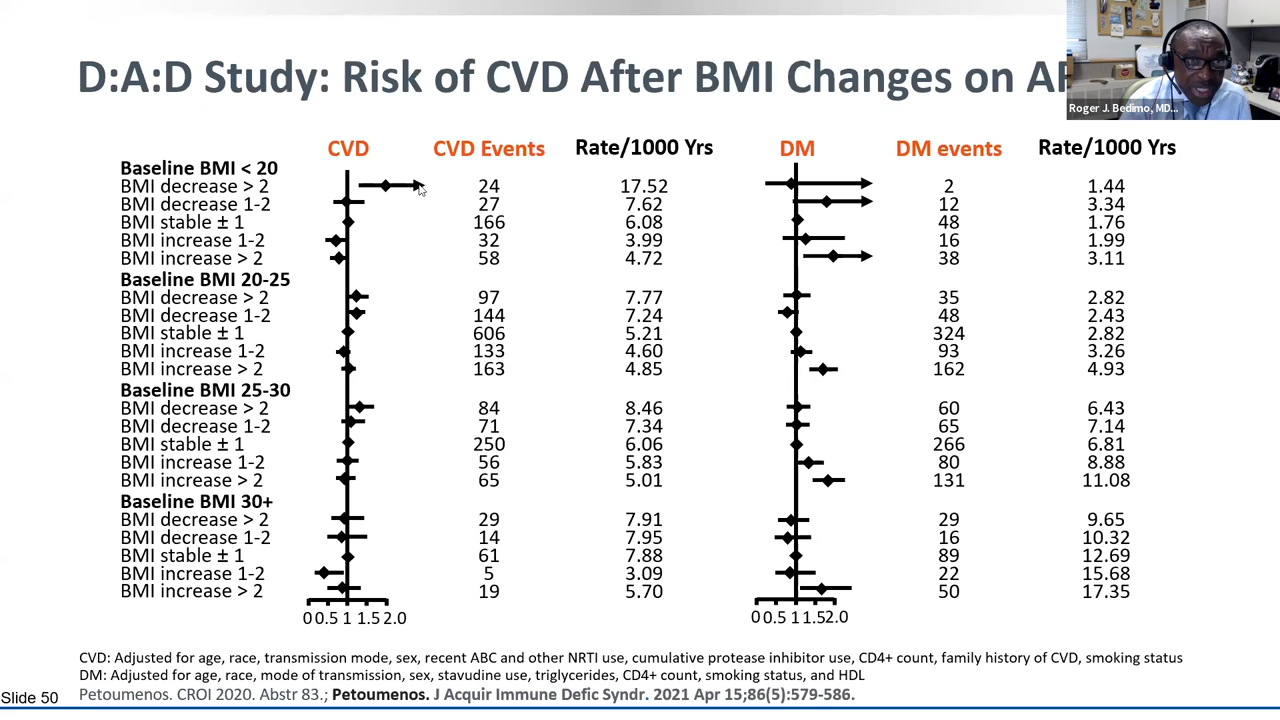 D:A:D Study: Risk of CVD After BMI Changes on
Roger J. Bedimo, MD...
CVD CVD Events Rate/1000 Yrs DM DM events Rate/1000 Yrs
Baseline BMI < 20
BMI decrease > 2 24 17.52 2 1.44
BMI decrease 1-2 27 7.62 12 3.34
BMI stable ± 1 166 6.08 48 1.76
BMI increase 1-2 32 3.99 16 1.99
BMI increase > 2 58 4.72 38 3.11
Baseline BMI 20-25
BMI decrease > 2 97 7.77 35 2.82
BMI decrease 1-2 144 7.24 48 2.43
BMI stable ± 1 606 5.21 324 2.82
BMI increase 1-2 133 4.60 93 3.26
BMI increase > 2 163 4.85 162 4.93
Baseline BMI 25-30
BMI decrease > 2 84 8.46 60 6.43
BMI decrease 1-2 71 7.34 65 7.14
BMI stable ± 1 250 6.06 266 6.81
BMI increase 1-2 56 5.83 80 8.88
BMI increase > 2 65 5.01 131 11.08
Baseline BMI 30+
BMI decrease > 2 29 7.91 29 9.65
BMI decrease 1-2 14 7.95 16 10.32
BMI stable ± 1 61 7.88 89 12.69
BMI increase 1-2 5 3.09 22 15.68
BMI increase > 2 19 5.70 50 17.35
0 0.5 1 1.5 2.0 0 0.5 1 1.5 2.0
CVD: Adjusted for age, race, transmission mode, sex, recent ABC and other NRTI use, cumulative protease inhibitor use, CD4+ count, family history of CVD, smoking status
DM: Adjusted for age, race, mode of transmission, sex, stavudine use, triglycerides, CD4+ count, smoking status, and HDL
Slide 50 Petoumenos. CROI 2020. Abstr 83.; Petoumenos. J Acquir Immune Defic Syndr. 2021 Apr 15;86(5):579-586.